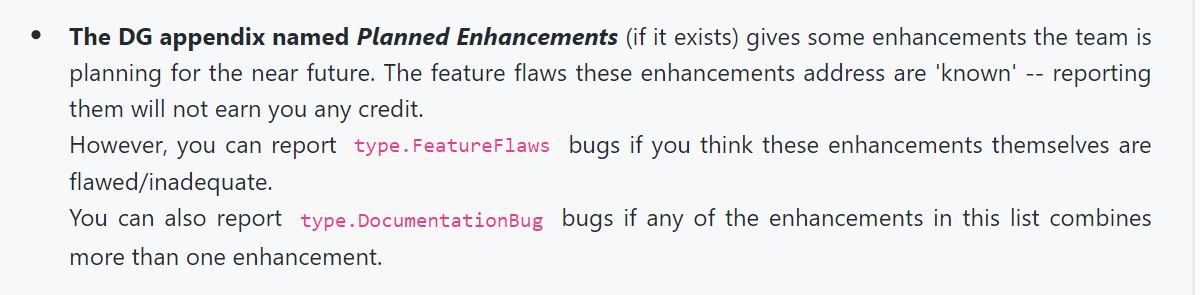 • The DG appendix named Planned Enhancements (if it exists) gives some enhancements the team is
planning for the near future. The feature flaws these enhancements address are 'known' -- reporting
them will not earn you any credit.
However, you can report type.FeatureFlaws bugs if you think these enhancements themselves are
flawed/inadequate.
You can also report type.DocumentationBug bugs if any of the enhancements in this list combines
more than one enhancement.